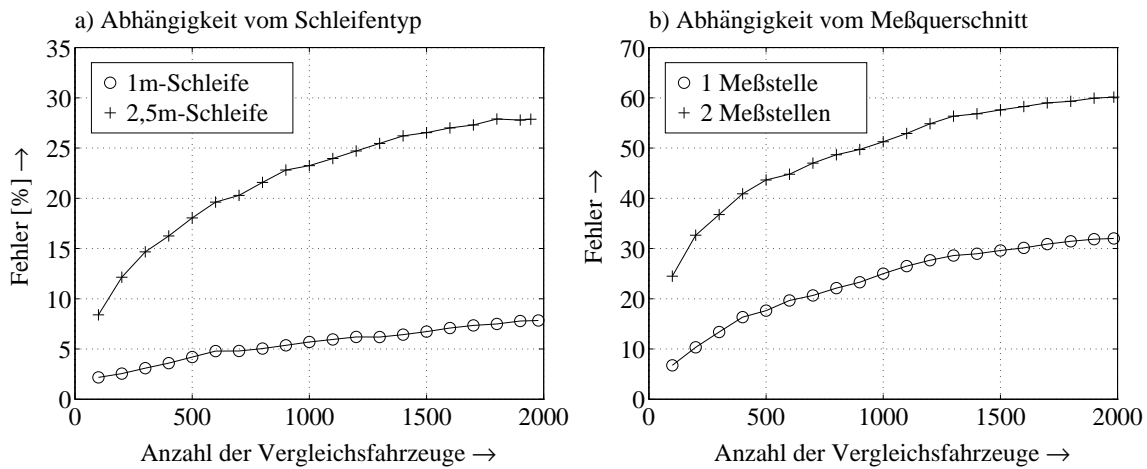 a) Abhängigkeit vom Schleifentyp
35
30
25
20
15
10
5
0
Fehler [%] →
1m-Schleife
2,5m-Schleife
0
500
1000
1500
2000
Anzahl der Vergleichsfahrzeuge →
b) Abhängigkeit vom Meßquerschnitt
70
60
50
40
30
20
10
0
Fehler →
1 Meßstelle
2 Meßstellen
0
500
1000
1500
2000
Anzahl der Vergleichsfahrzeuge →